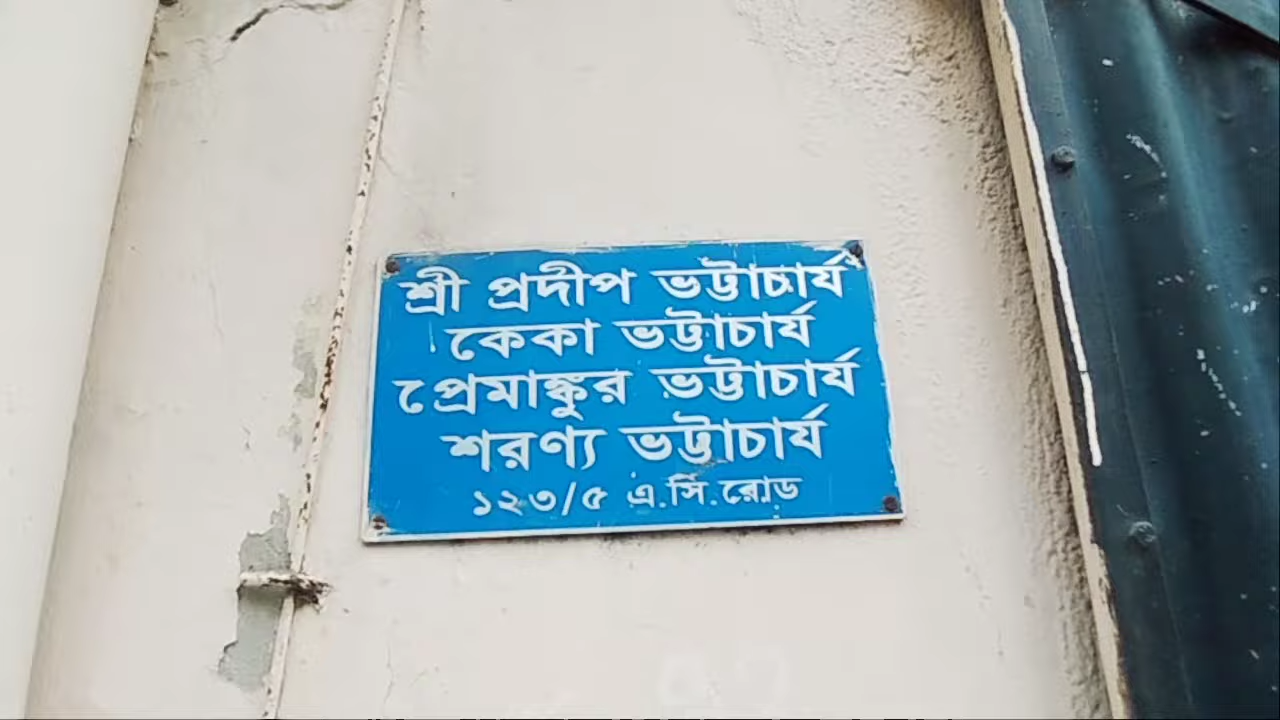 শ্রী প্রদীপ ভট্টাচার্য
কেকা ভট্টাচার্য
প্রেমাঙ্কুর ভট্টাচার্য
শরণ্য ভট্টাচার্য
১২৩/৫ এ.সি.রোড